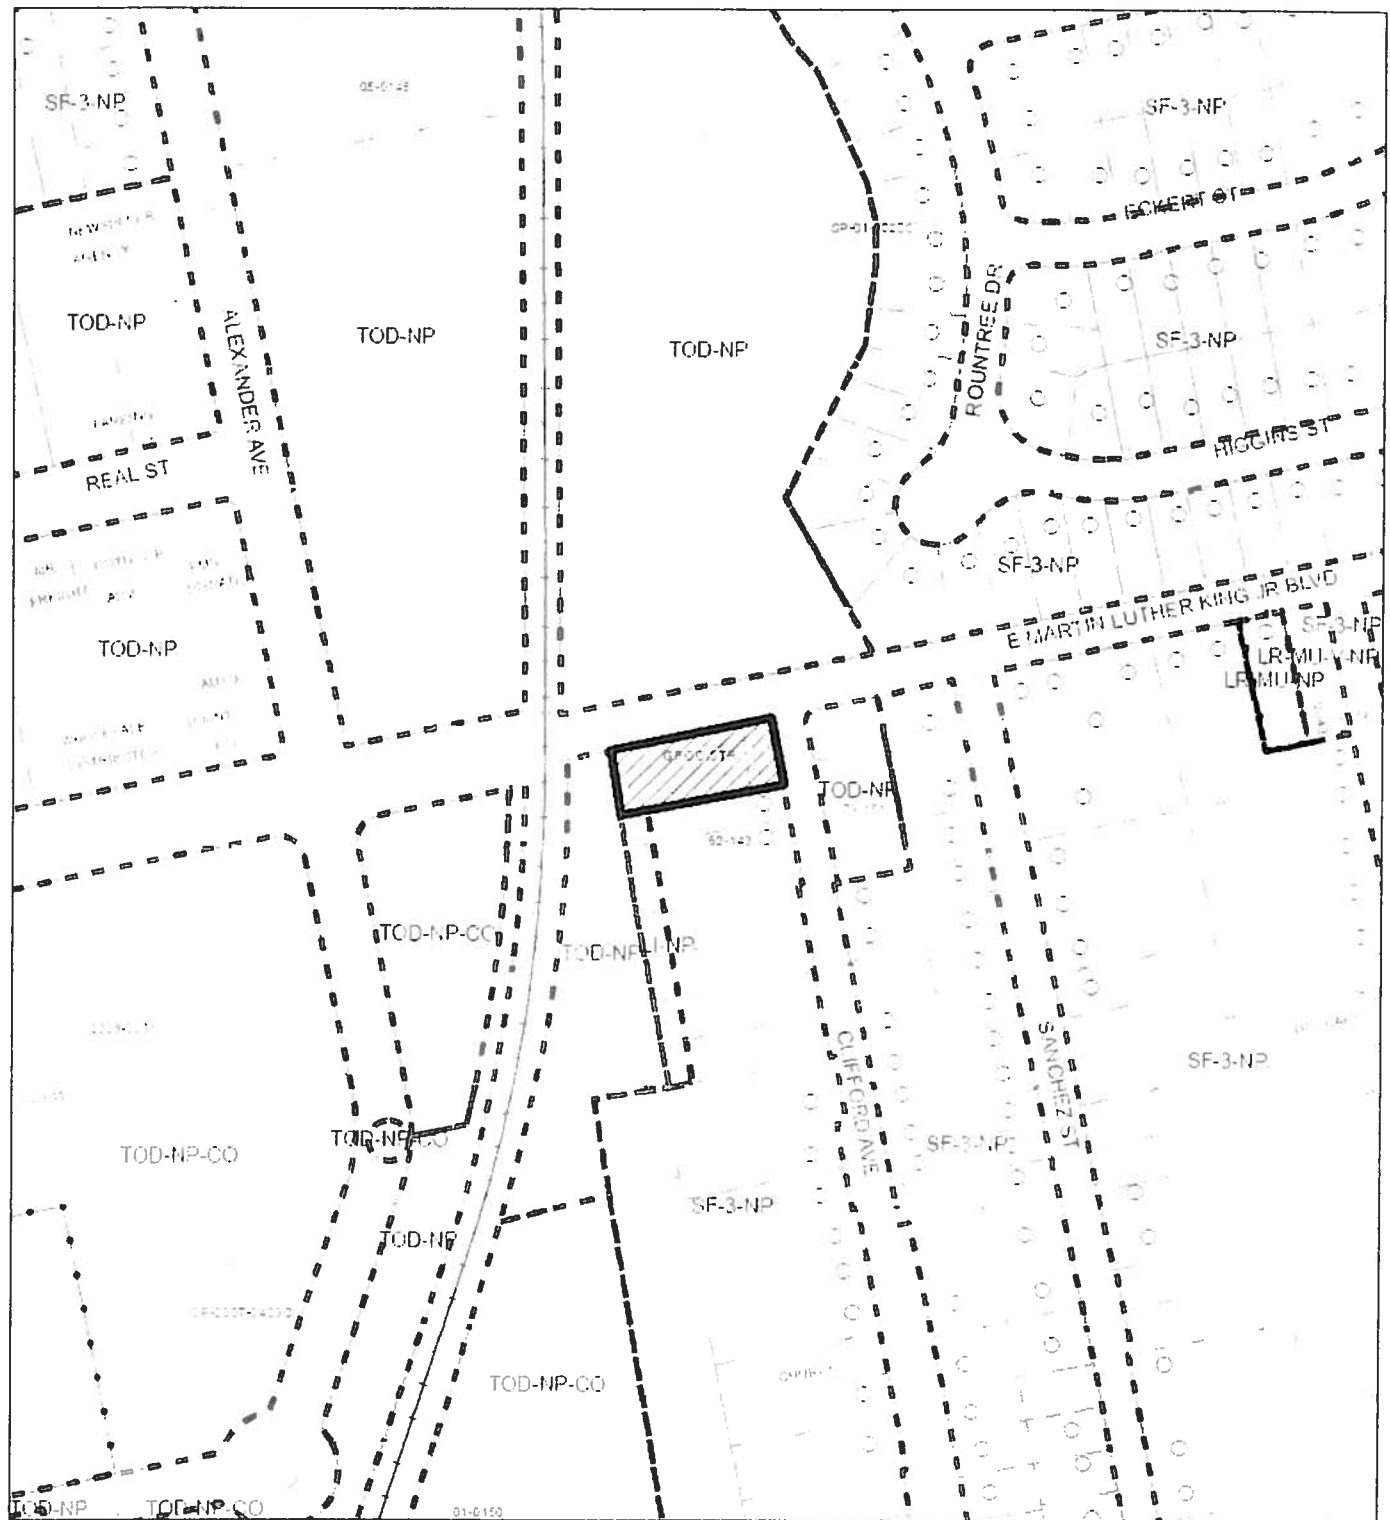 SF-3-NP
SF-3-NP
ECKERT ST
TOD-NP
TOD-NP
TOD-NP
ALEXANDER AVE
ROUNTREE DR
SF-3-NP
REAL ST
HIGGINS ST
SF-3-NP
E MARTIN LUTHER KING JR BLVD
TOD-NP
SF-3-NP
LR-MU-V-NP
LR-MU-NP
TOD-NP
62-142
TOD-NP-CO
TOD-NP
LI-NP
CLIFFORD AVE
SANCHEZ ST
SF-3-NP
TOD-NP-CO
TOD-NP-CO
SF-3-NP
SF-3-NP
TOD-NP
TOD-NP-CO
TOD-NP
TOD-NP-CO
01-0150